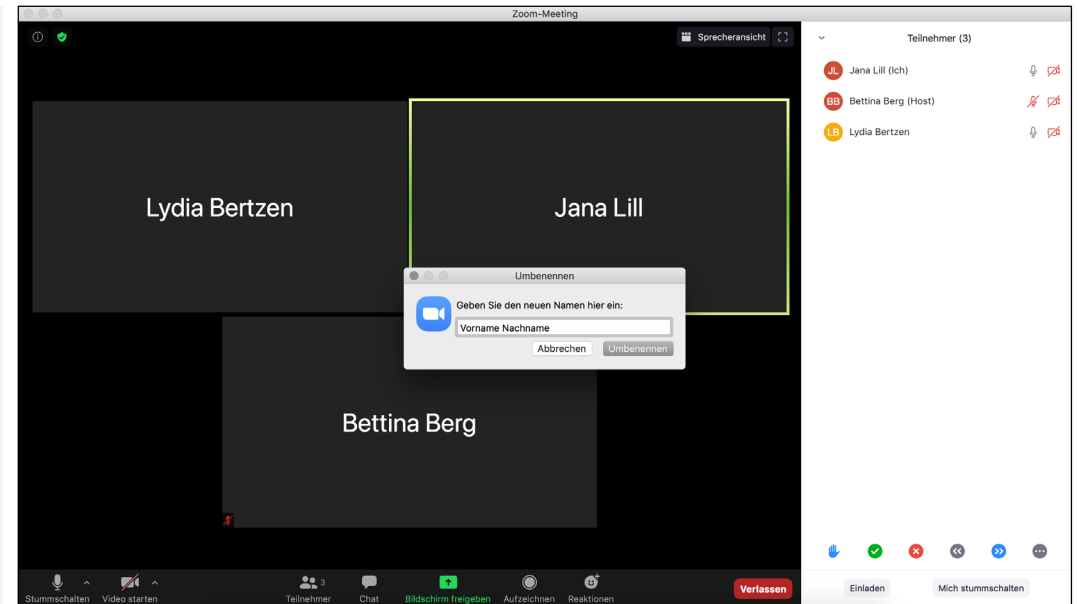 Zoom-Meeting
Sprecheransicht
Lydia Bertzen
Jana Lill
Bettina Berg
Umbenennen
Geben Sie den neuen Namen hier ein:
Vorname Nachname
Abbrechen Umbenennen
Teilnehmer (3)
JL Jana Lill (Ich)
BB Bettina Berg (Host)
LB Lydia Bertzen
Stummschalten Video starten Teilnehmer 3 Chat Bildschirm freigeben Aufzeichnen Reaktionen Verlassen
Einladen Mich stummschalten